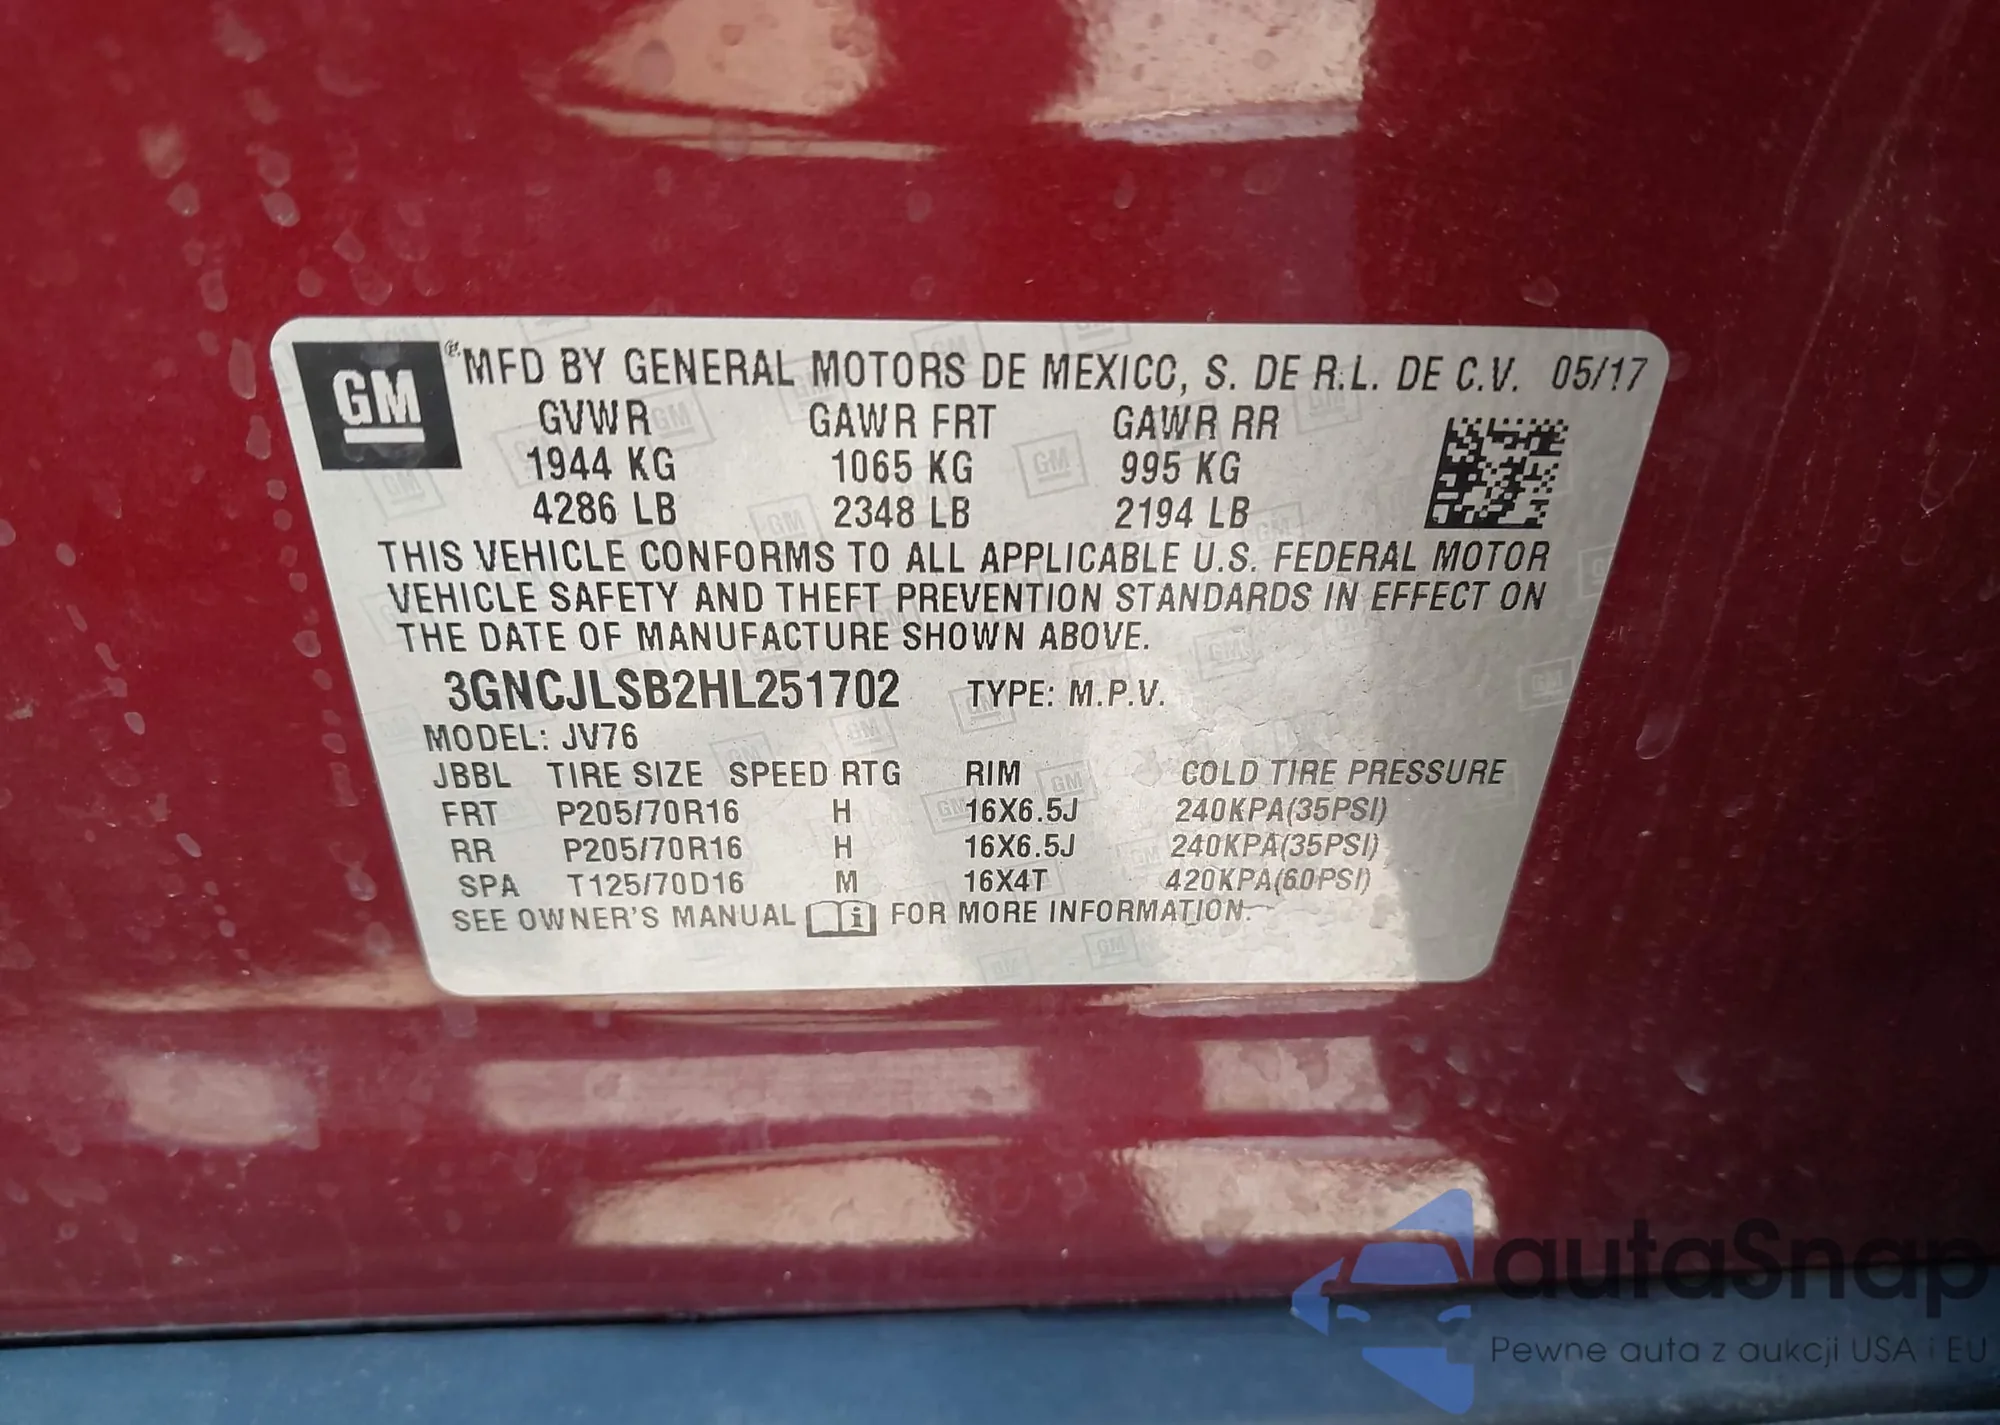 GM
® MFD BY GENERAL MOTORS DE MEXICO, S. DE R.L. DE C.V. 05/17
GVWR GAWR FRT GAWR RR
1944 KG 1065 KG 995 KG
4286 LB 2348 LB 2194 LB
THIS VEHICLE CONFORMS TO ALL APPLICABLE U.S. FEDERAL MOTOR
VEHICLE SAFETY AND THEFT PREVENTION STANDARDS IN EFFECT ON
THE DATE OF MANUFACTURE SHOWN ABOVE.
3GNCJLSB2HL251702 TYPE: M.P.V.
MODEL: JV76
JBBL TIRE SIZE SPEED RTG RIM COLD TIRE PRESSURE
FRT P205/70R16 H 16X6.5J 240KPA(35PSI)
RR P205/70R16 H 16X6.5J 240KPA(35PSI)
SPA T125/70D16 M 16X4T 420KPA(60PSI)
SEE OWNER'S MANUAL i FOR MORE INFORMATION.
autaSnap
Pewne auta z aukcji USA i EU